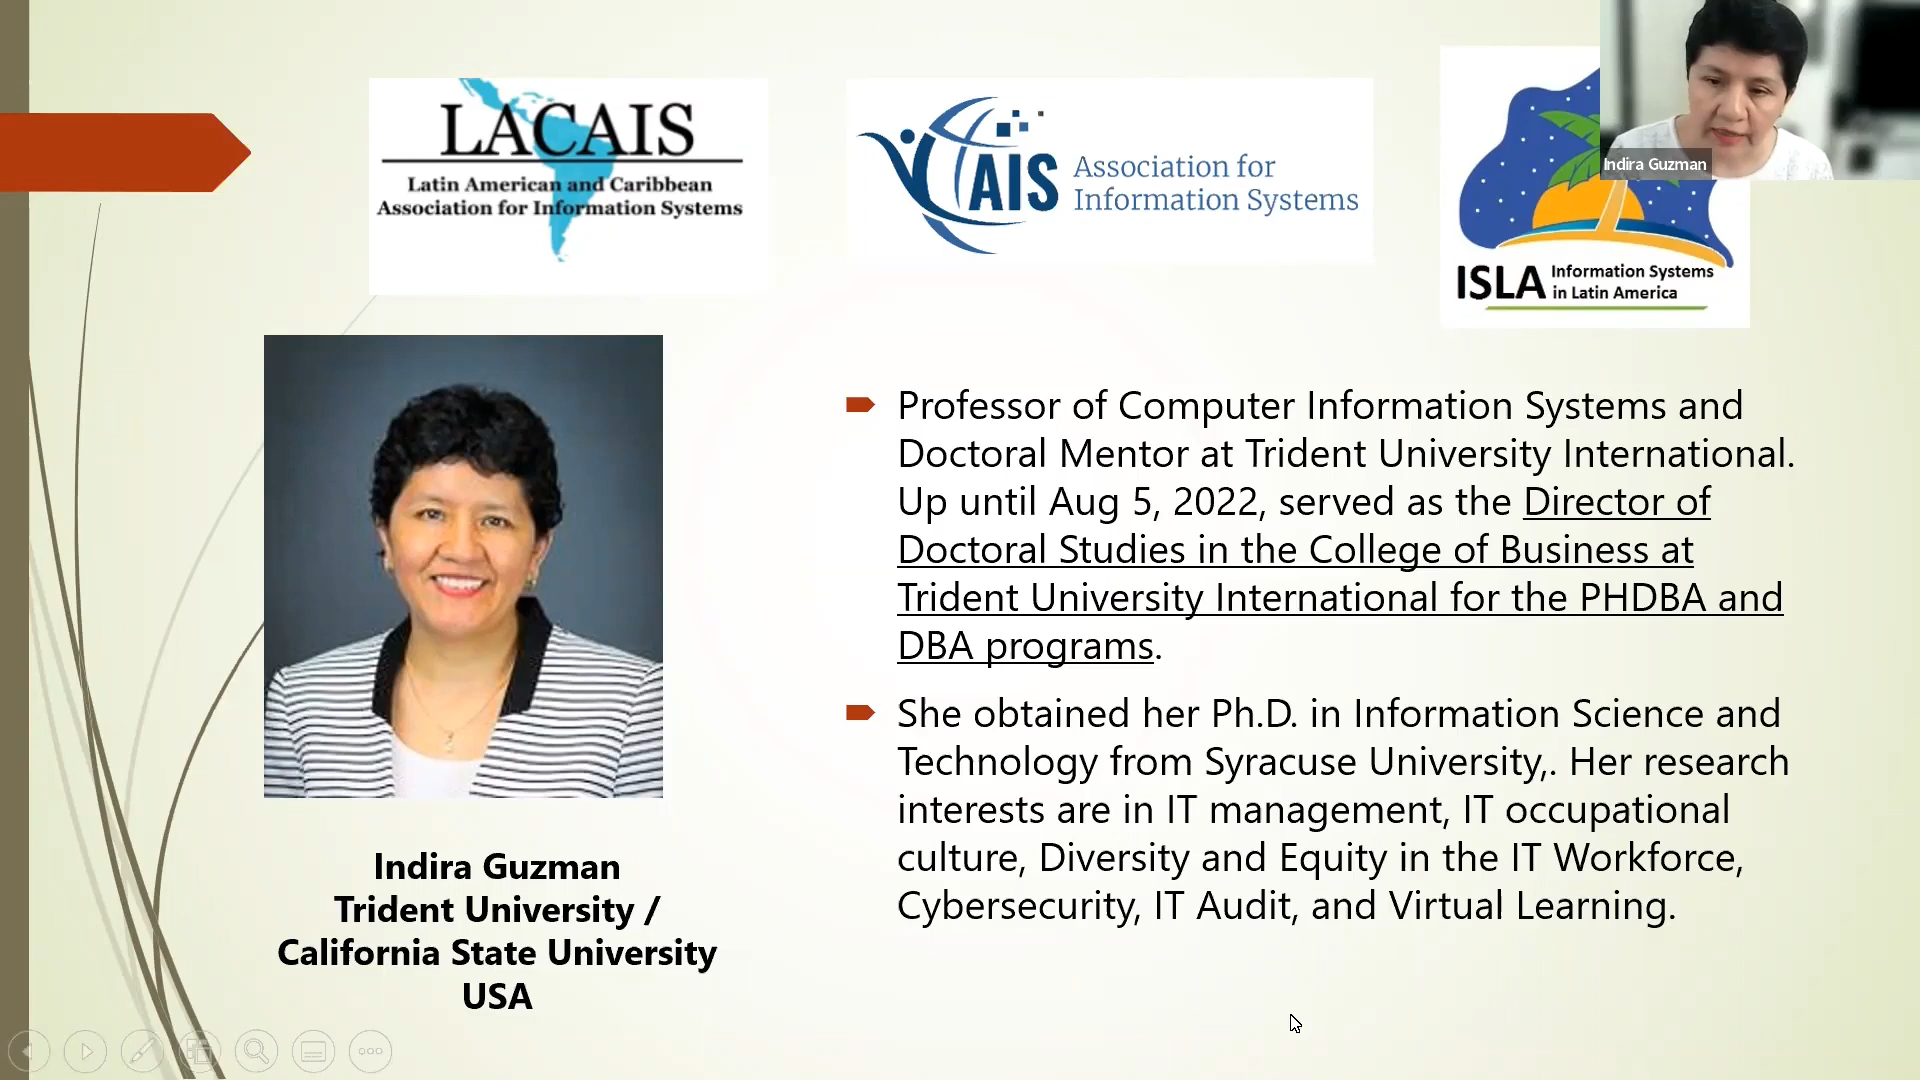 LACAIS
Latin American and Caribbean
Association for Information Systems
AIS
Association for
Information Systems
Indira Guzman
ISLA
Information Systems
in Latin America
Professor of Computer Information Systems and
Doctoral Mentor at Trident University International.
Up until Aug 5, 2022, served as the Director of
Doctoral Studies in the College of Business at
Trident University International for the PHDBA and
DBA programs.
She obtained her Ph.D. in Information Science and
Technology from Syracuse University,. Her research
interests are in IT management, IT occupational
culture, Diversity and Equity in the IT Workforce,
Cybersecurity, IT Audit, and Virtual Learning.
Indira Guzman
Trident University /
California State University
USA